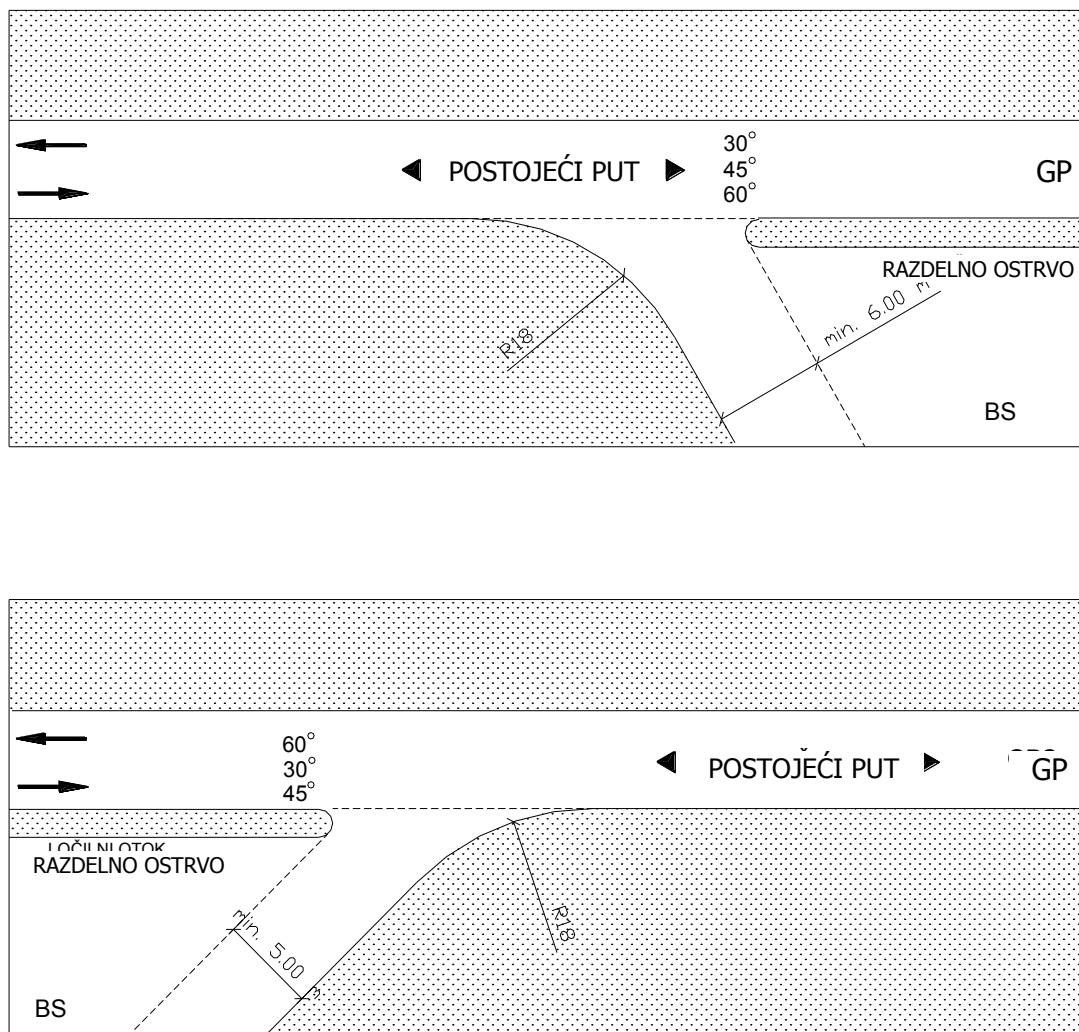 30°
45°
60°
POSTOJEĆI PUT
GP
RAZDELNO OSTRVO
R18
min. 6.00 m
BS
60°
30°
45°
POSTOJEĆI PUT
GP
RAZDELNO OSTRVO
R18
min. 5.00 m
BS